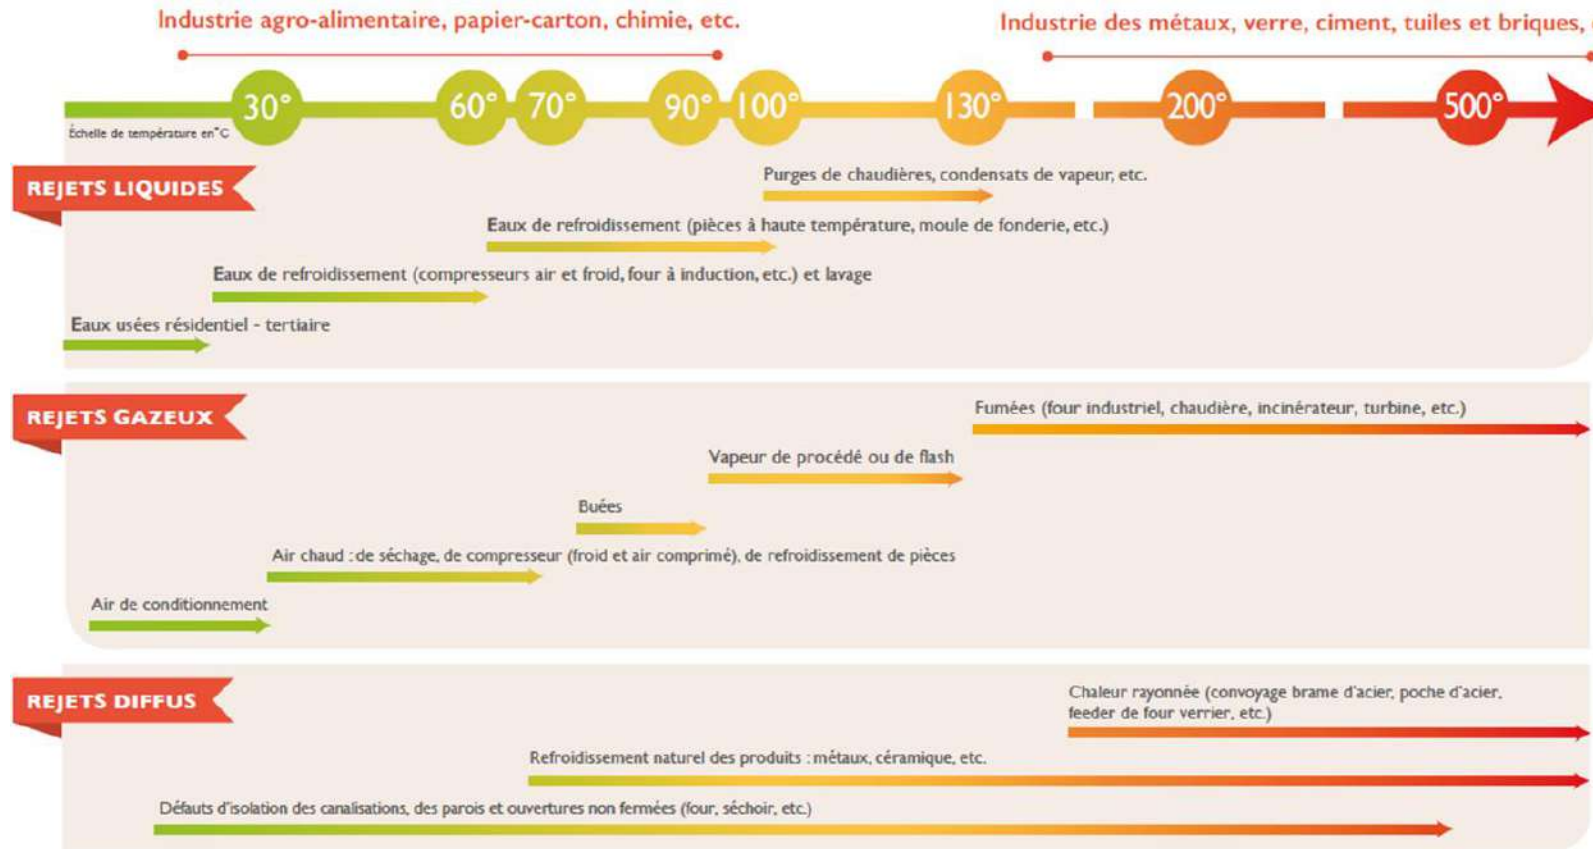 Industrie agro-alimentaire, papier-carton, chimie, etc.
Industrie des métaux, verre, ciment, tuiles et briques,
30° 60° 70° 90° 100° 130° 200° 500°
Échelle de température en°C
REJETS LIQUIDES
Purges de chaudières, condensats de vapeur, etc.
Eaux de refroidissement (pièces à haute température, moule de fonderie, etc.)
Eaux de refroidissement (compresseurs air et froid, four à induction, etc.) et lavage
Eaux usées résidentiel - tertiaire
REJETS GAZEUX
Fumées (four industriel, chaudière, incinérateur, turbine, etc.)
Vapeur de procédé ou de flash
Buées
Air chaud : de séchage, de compresseur (froid et air comprimé), de refroidissement de pièces
Air de conditionnement
REJETS DIFFUS
Chaleur rayonnée (convoyage brame d'acier, poche d'acier,
feeder de four verrier, etc.)
Refroidissement naturel des produits : métaux, céramique, etc.
Défauts d'isolation des canalisations, des parois et ouvertures non fermées (four, séchoir, etc.)